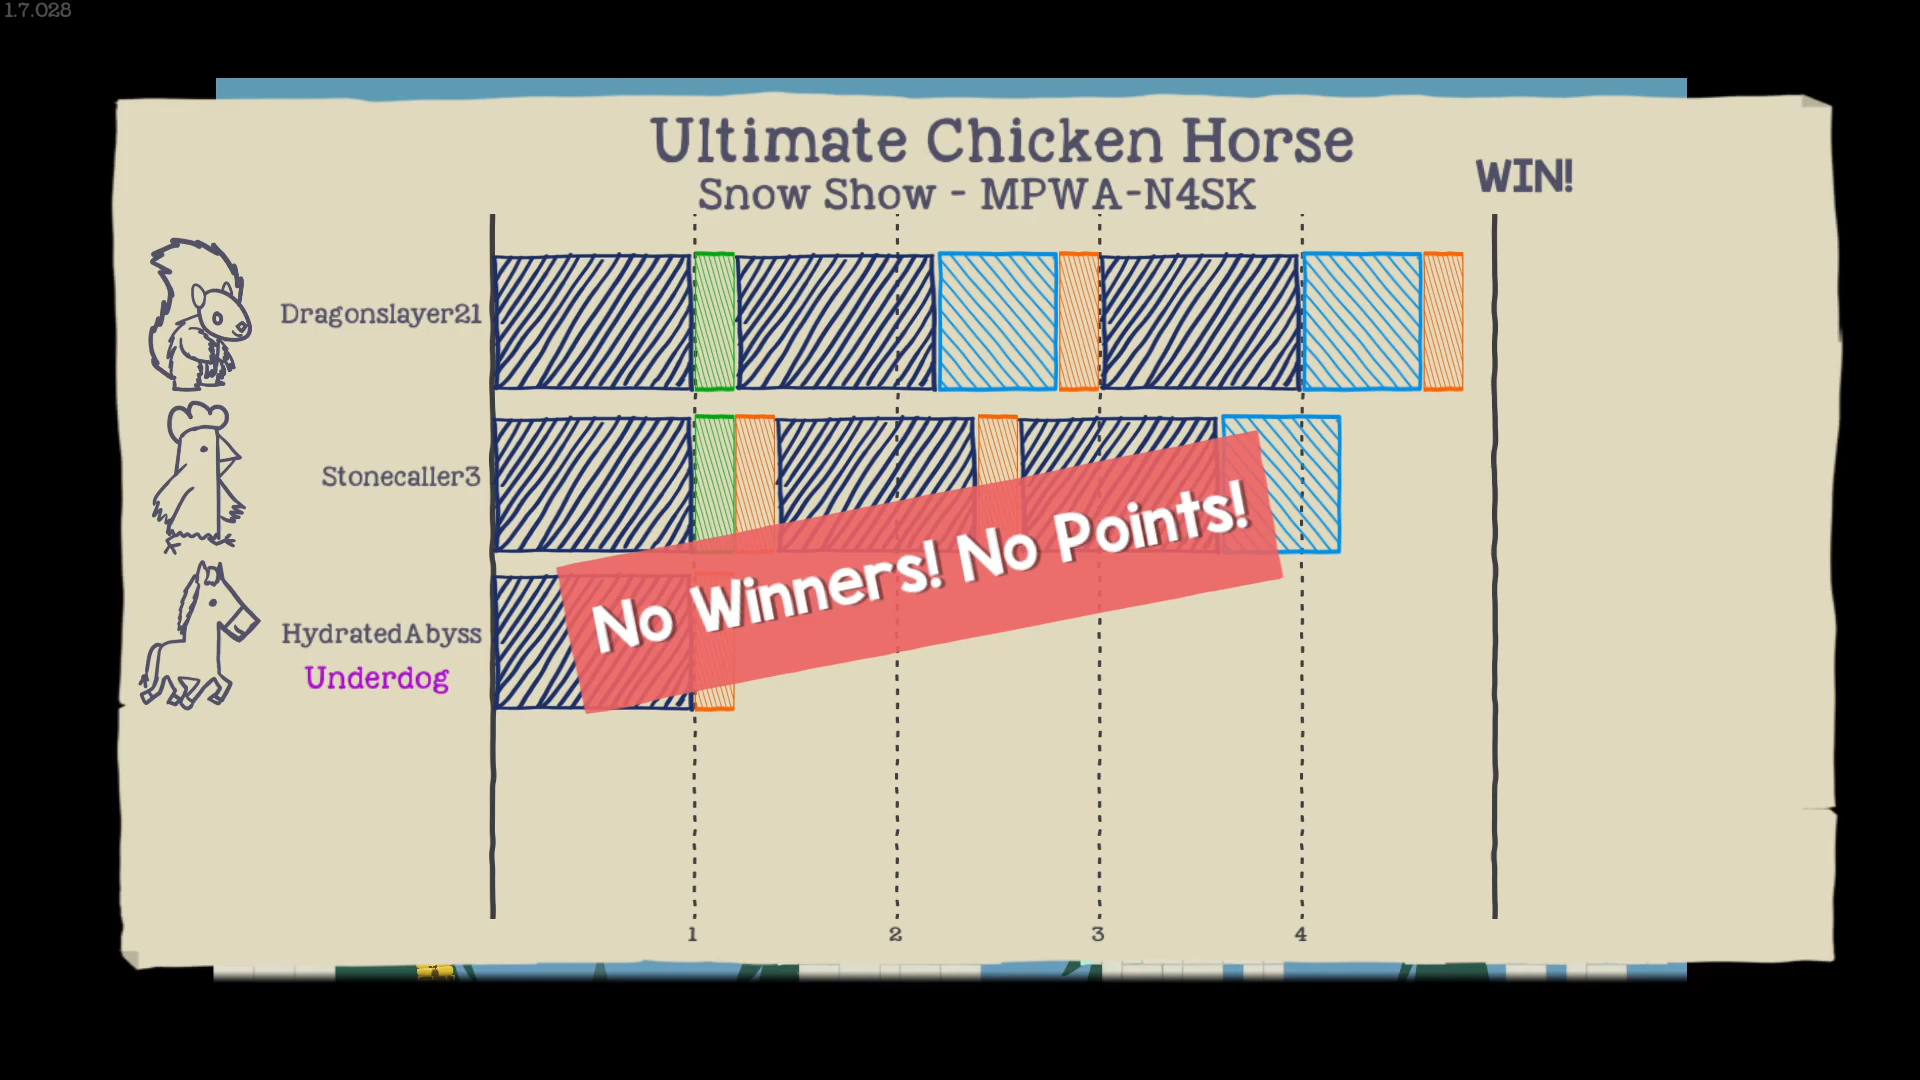 1.7.028
Ultimate Chicken Horse
Snow Show - MPWA-N4SK
WIN!
Dragonslayer21
Stonecaller3
No Winners! No Points!
HydratedAbyss
Underdog
1 2 3 4